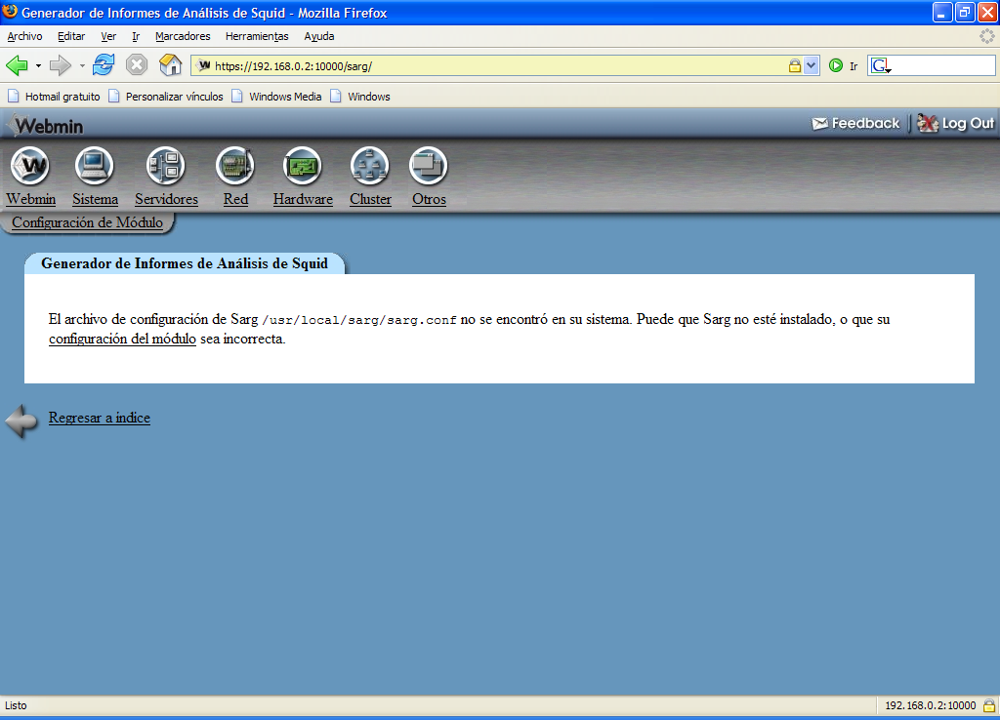 Generador de Informes de Análisis de Squid - Mozilla Firefox
Archivo Editar Ver Ir Marcadores Herramientas Ayuda
https://192.168.0.2:10000/sarg/ Ir G
Hotmail gratuito Personalizar vínculos Windows Media Windows
Webmin Feedback Log Out
Webmin Sistema Servidores Red Hardware Cluster Otros
Configuración de Módulo
Generador de Informes de Análisis de Squid
El archivo de configuración de Sarg /usr/local/sarg/sarg.conf no se encontró en su sistema. Puede que Sarg no esté instalado, o que su
configuración del módulo sea incorrecta.
Regresar a índice
Listo 192.168.0.2:10000